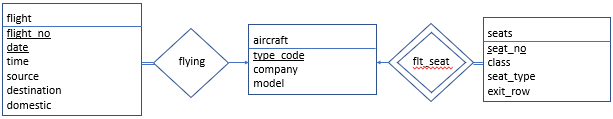 flight
flight_no
date
time
source
destination
domestic
flying
aircraft
type_code
company
model
flt_seat
seats
seat_no
class
seat_type
exit_row